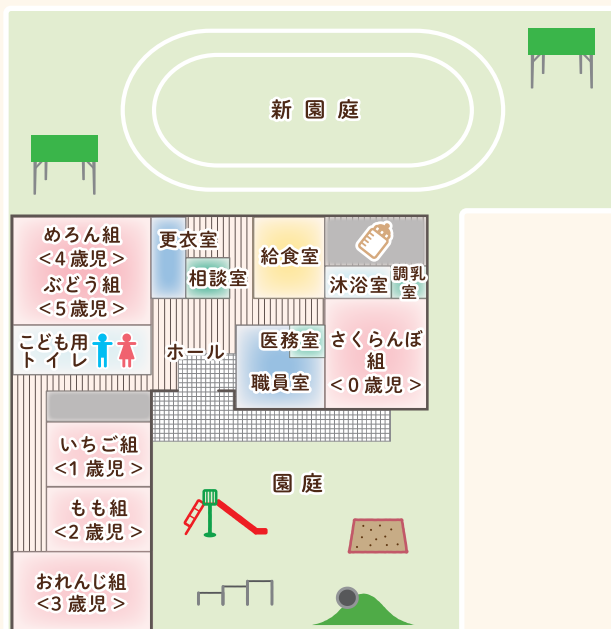 新園庭
めろん組
<4歳児>
ぶどう組
<5歳児>
更衣室
相談室
給食室
沐浴室
調乳
室
こども用
トイレ
ホール
医務室
職員室
さくらんぼ
組
<0歳児>
いちご組
<1歳児>
もも組
<2歳児>
おれんじ組
<3歳児>
園庭